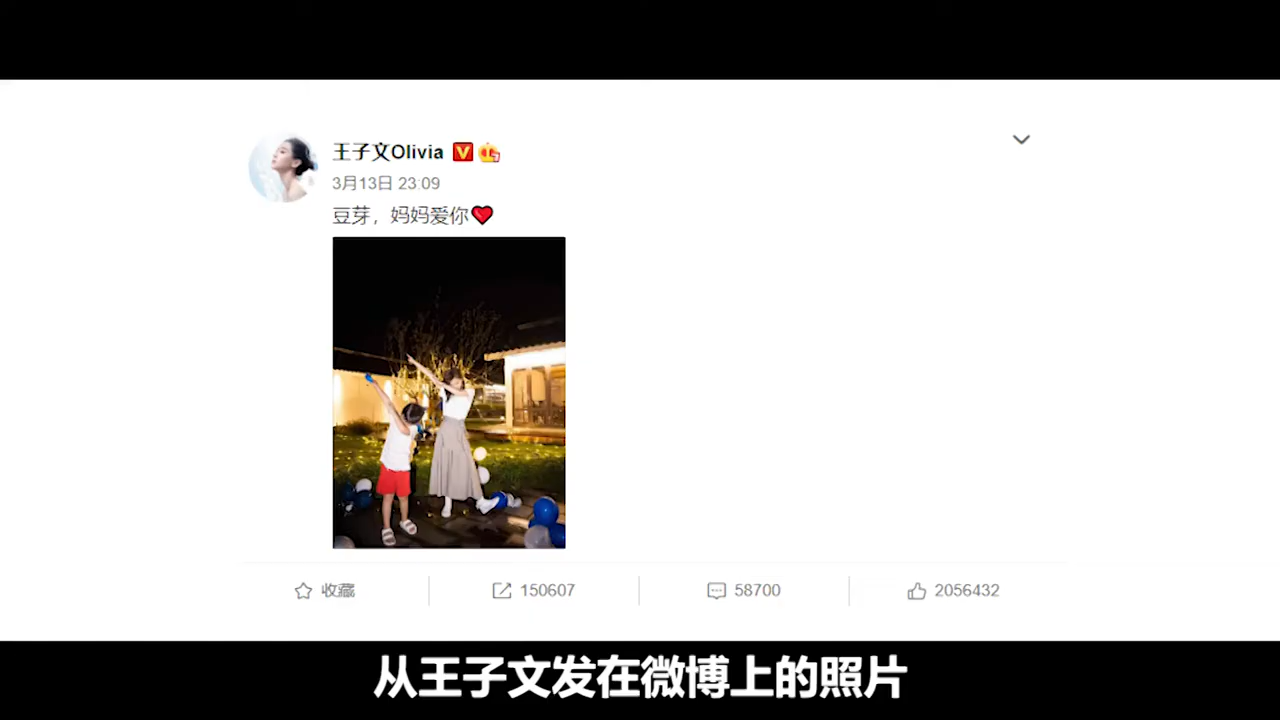 王子文Olivia
3月13日 23:09
豆芽，妈妈爱你
收藏
150607
58700
2056432
从王子文发在微博上的照片